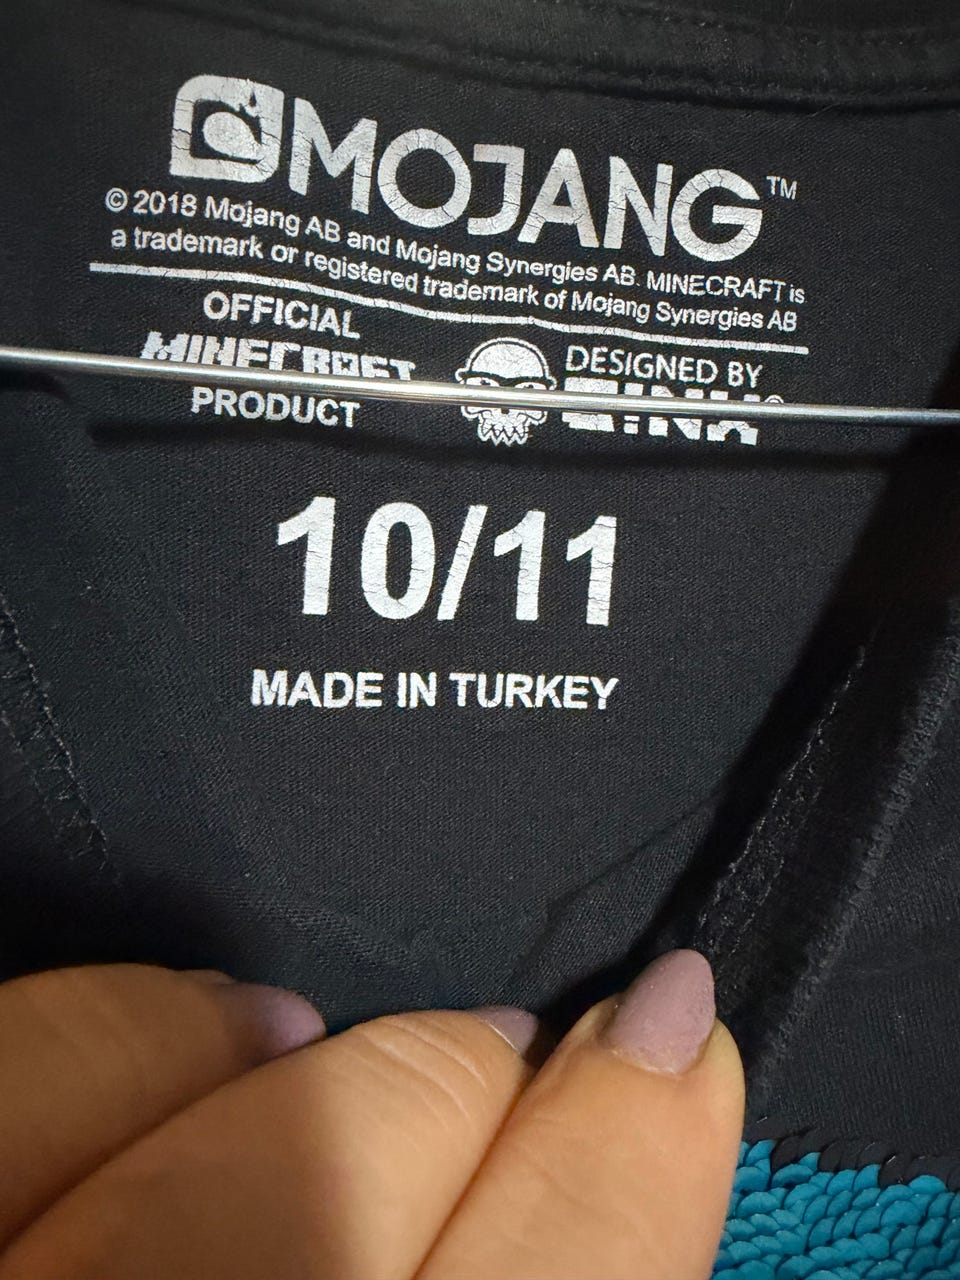 MOJANG™
© 2018 Mojang AB and Mojang Synergies AB. MINECRAFT is
a trademark or registered trademark of Mojang Synergies AB
OFFICIAL
MINECRAFT
PRODUCT
DESIGNED BY
10/11
MADE IN TURKEY